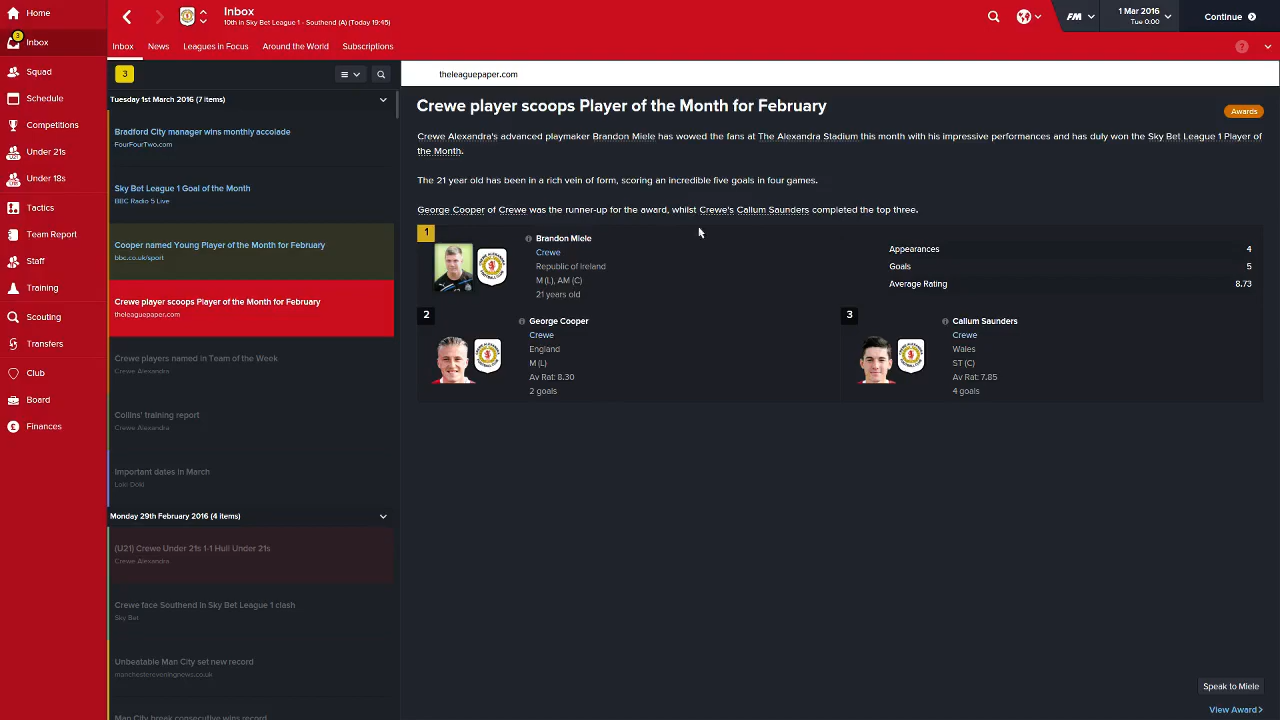 Home
3
Inbox
Squad
Schedule
Competitions
Under 21s
Under 18s
Tactics
Team Report
Staff
Training
Scouting
Transfers
Club
Board
Finances
Inbox
10th in Sky Bet League 1 - Southend (A) (Today 19:45)
FM
1 Mar 2016
Tue 0:00
Continue
Inbox
News
Leagues in Focus
Around the World
Subscriptions
?
3
Tuesday 1st March 2016 (7 items)
Bradford City manager wins monthly accolade
FourFourTwo.com
Sky Bet League 1 Goal of the Month
BBC Radio 5 Live
Cooper named Young Player of the Month for February
bbc.co.uk/sport
Crewe player scoops Player of the Month for February
theleaguepaper.com
Crewe players named in Team of the Week
Crewe Alexandra
Collins' training report
Crewe Alexandra
Important dates in March
Loki Doki
Monday 29th February 2016 (4 items)
(U21) Crewe Under 21s 1-1 Hull Under 21s
Crewe Alexandra
Crewe face Southend in Sky Bet League 1 clash
Sky Bet
Unbeatable Man City set new record
manchestereveningnews.co.uk
Man City break consecutive wins record
theleaguepaper.com
Crewe player scoops Player of the Month for February
Awards
Crewe Alexandra's advanced playmaker Brandon Miele has wowed the fans at The Alexandra Stadium this month with his impressive performances and has duly won the Sky Bet League 1 Player of
the Month.
The 21 year old has been in a rich vein of form, scoring an incredible five goals in four games.
George Cooper of Crewe was the runner-up for the award, whilst Crewe's Callum Saunders completed the top three.
1
Brandon Miele
Crewe
Republic of Ireland
M (L), AM (C)
21 years old
Appearances 4
Goals 5
Average Rating 8.73
2
George Cooper
Crewe
England
M (L)
Av Rat: 8.30
2 goals
3
Callum Saunders
Crewe
Wales
ST (C)
Av Rat: 7.85
4 goals
Speak to Miele
View Award >